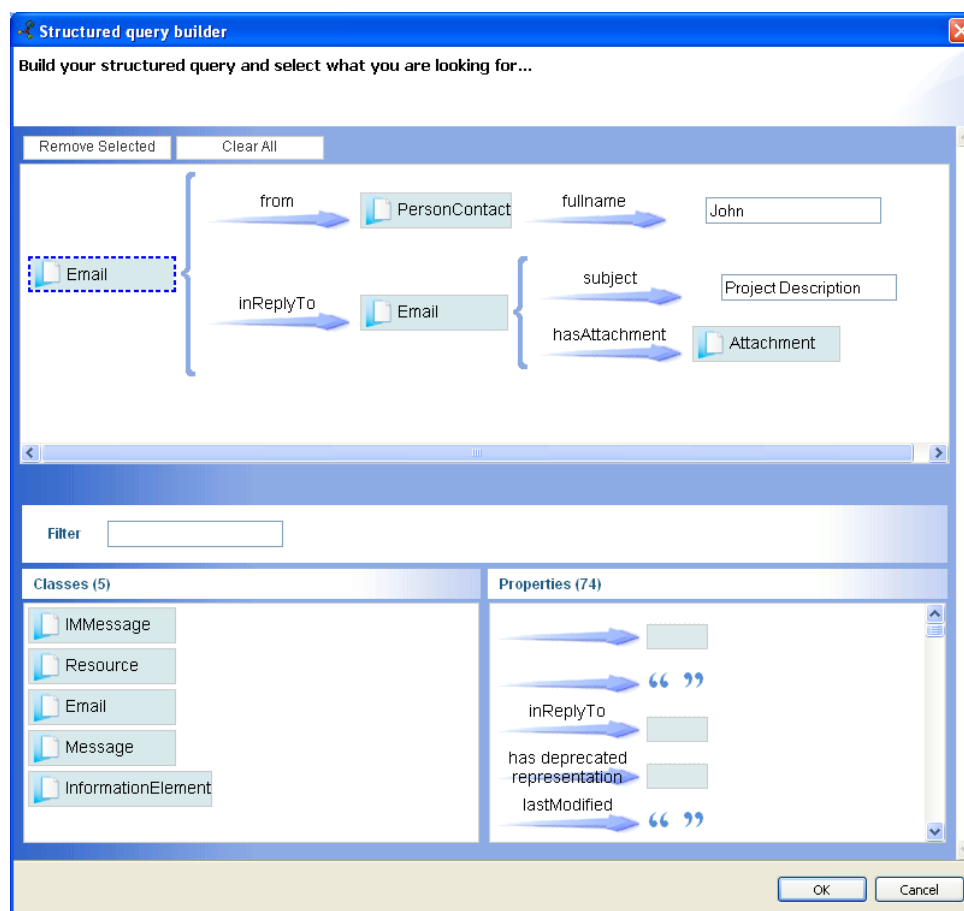 Structured query builder
Build your structured query and select what you are looking for...
Remove Selected
Clear All
from
PersonContact
fullname
John
Email
inReplyTo
Email
subject
Project Description
hasAttachment
Attachment
Filter
Classes (5)
IMMessage
Resource
Email
Message
InformationElement
Properties (74)
“ ”
inReplyTo
has deprecated
representation
lastModified
“ ”
OK
Cancel